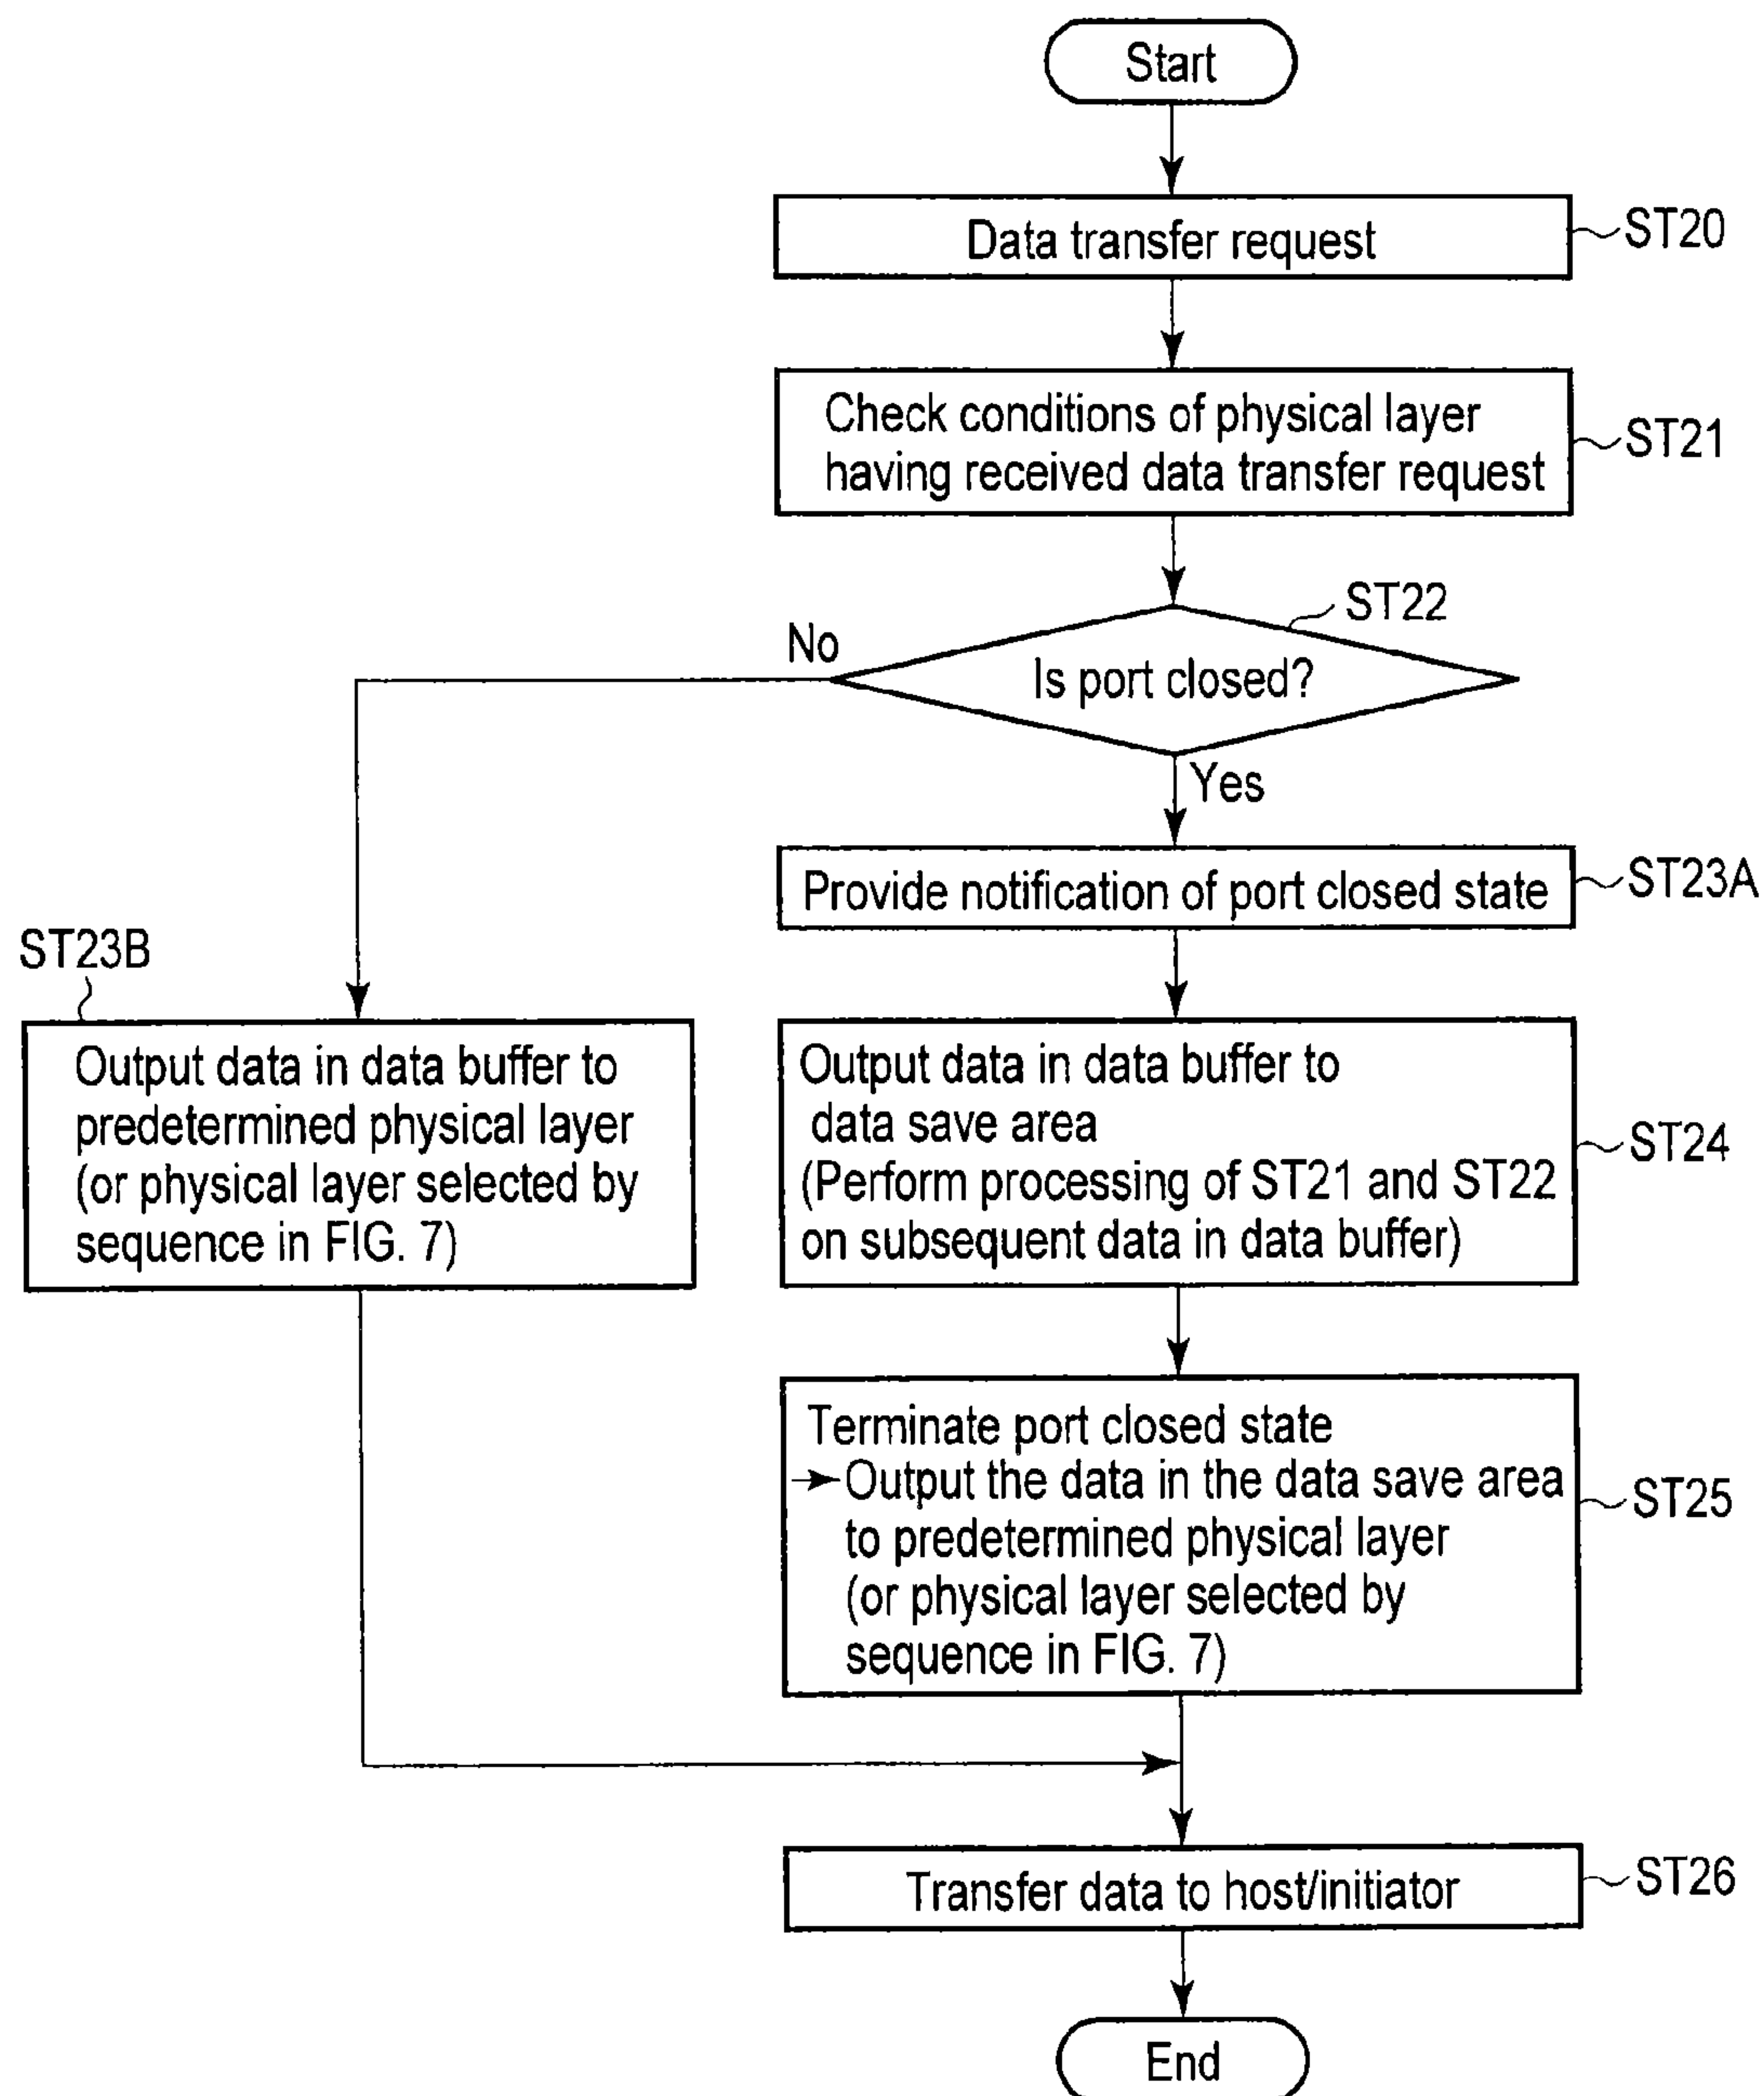 Start
Data transfer request
ST20
Check conditions of physical layer
having received data transfer request
ST21
ST22
No
Is port closed?
Yes
Provide notification of port closed state
ST23A
ST23B
Output data in data buffer to
predetermined physical layer
(or physical layer selected by
sequence in FIG. 7)
Output data in data buffer to
data save area
(Perform processing of ST21 and ST22
on subsequent data in data buffer)
ST24
Terminate port closed state
→Output the data in the data save area
to predetermined physical layer
(or physical layer selected by
sequence in FIG. 7)
ST25
Transfer data to host/initiator
ST26
End